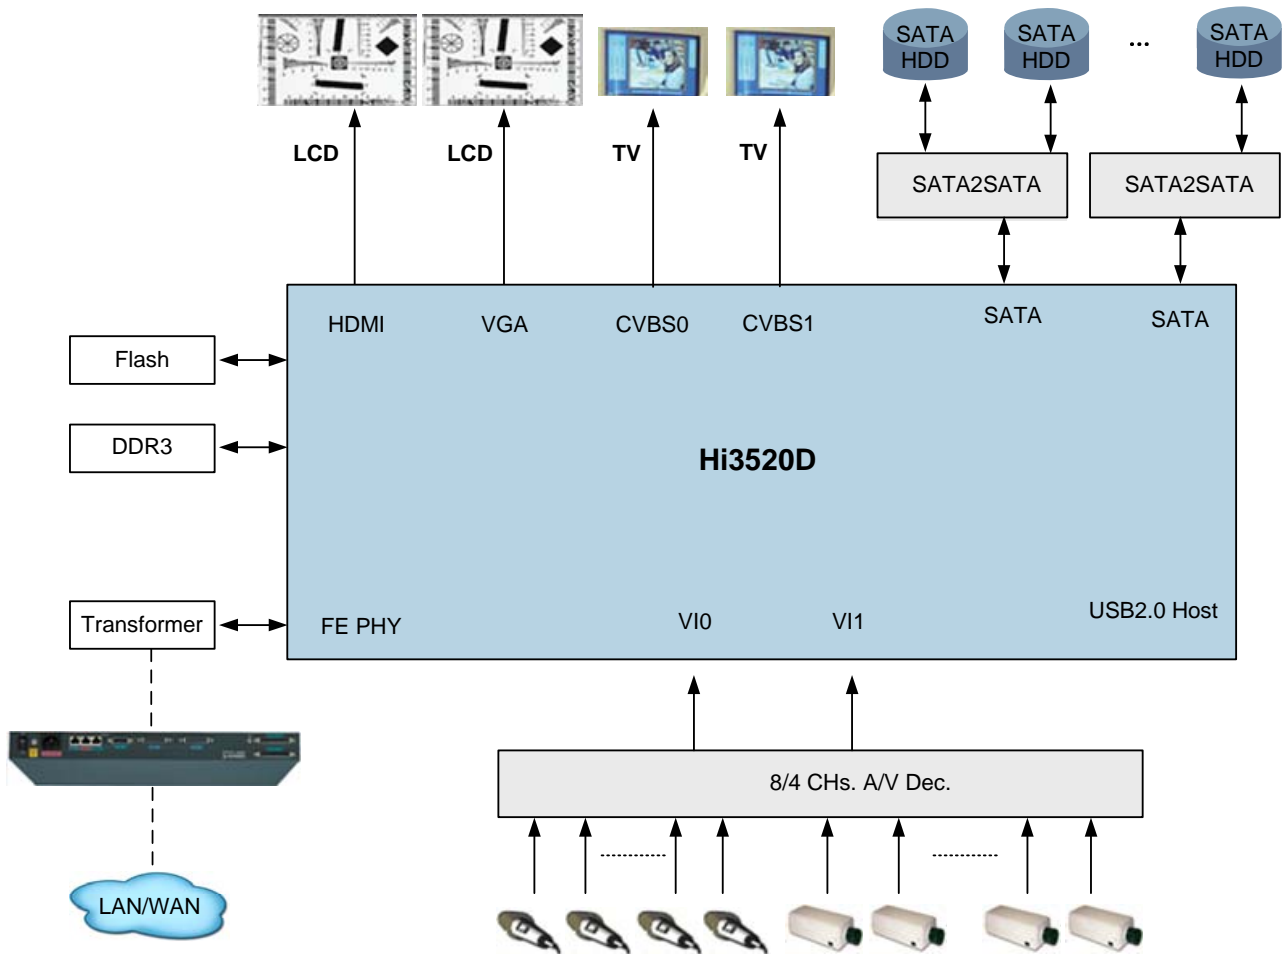 SATA
HDD
SATA
HDD
...
SATA
HDD
LCD
LCD
TV
TV
SATA2SATA
SATA2SATA
HDMI
VGA
CVBS0
CVBS1
SATA
SATA
Flash
DDR3
Hi3520D
Transformer
FE PHY
VI0
VI1
USB2.0 Host
8/4 CHs. A/V Dec.
LAN/WAN